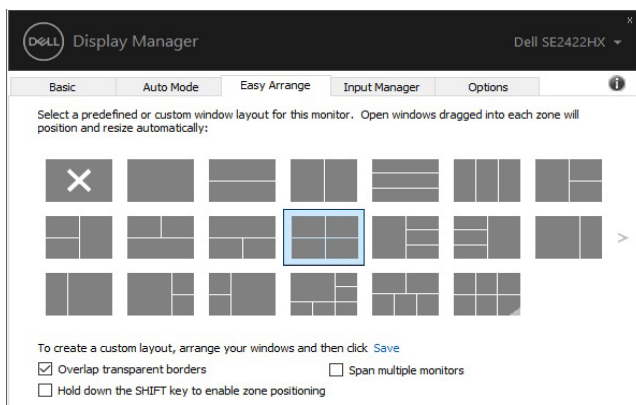 DELL Display Manager
Dell SE2422HX
Basic Auto Mode Easy Arrange Input Manager Options
Select a predefined or custom window layout for this monitor. Open windows dragged into each zone will
position and resize automatically:
To create a custom layout, arrange your windows and then click Save
Overlap transparent borders
Span multiple monitors
Hold down the SHIFT key to enable zone positioning